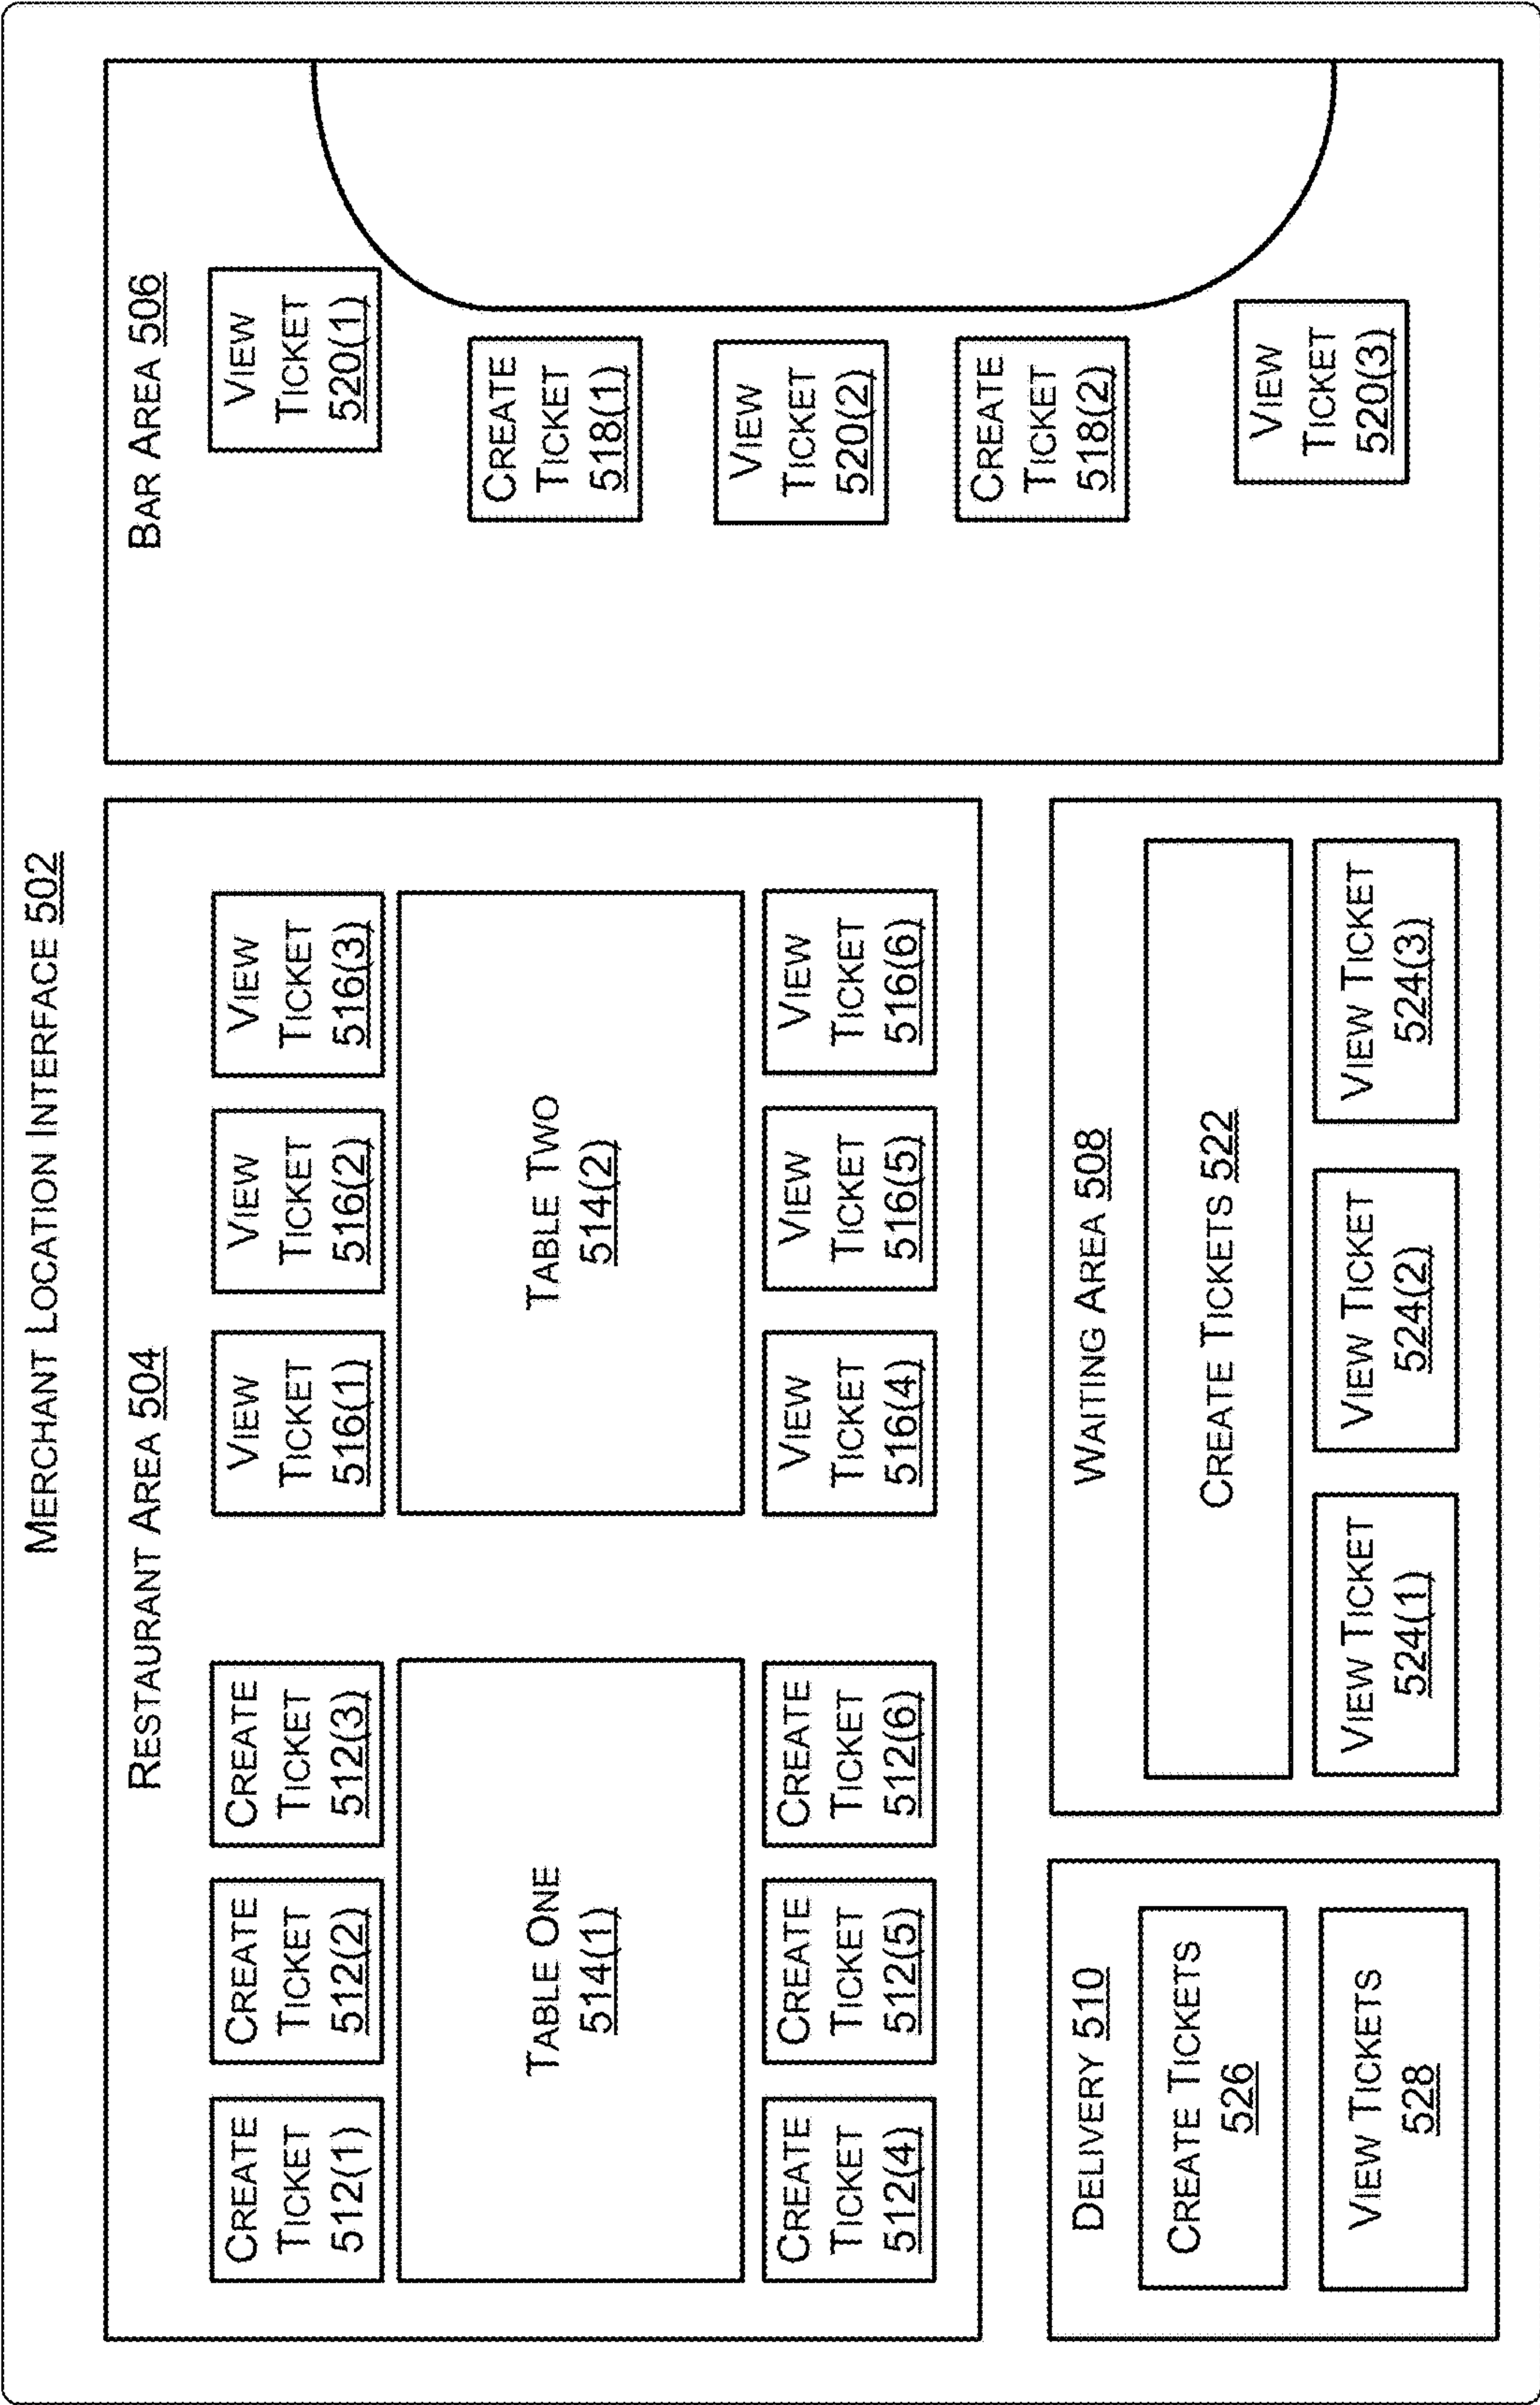 MERCHANT LOCATION INTERFACE 502
RESTAURANT AREA 504
CREATE
TICKET
512(1)
CREATE
TICKET
512(2)
CREATE
TICKET
512(3)
TABLE ONE
514(1)
CREATE
TICKET
512(4)
CREATE
TICKET
512(5)
CREATE
TICKET
512(6)
VIEW
TICKET
516(1)
VIEW
TICKET
516(2)
VIEW
TICKET
516(3)
TABLE TWO
514(2)
VIEW
TICKET
516(4)
VIEW
TICKET
516(5)
VIEW
TICKET
516(6)
BAR AREA 506
VIEW
TICKET
520(1)
CREATE
TICKET
518(1)
VIEW
TICKET
520(2)
CREATE
TICKET
518(2)
VIEW
TICKET
520(3)
DELIVERY 510
CREATE TICKETS
526
VIEW TICKETS
528
WAITING AREA 508
CREATE TICKETS 522
VIEW TICKET
524(1)
VIEW TICKET
524(2)
VIEW TICKET
524(3)